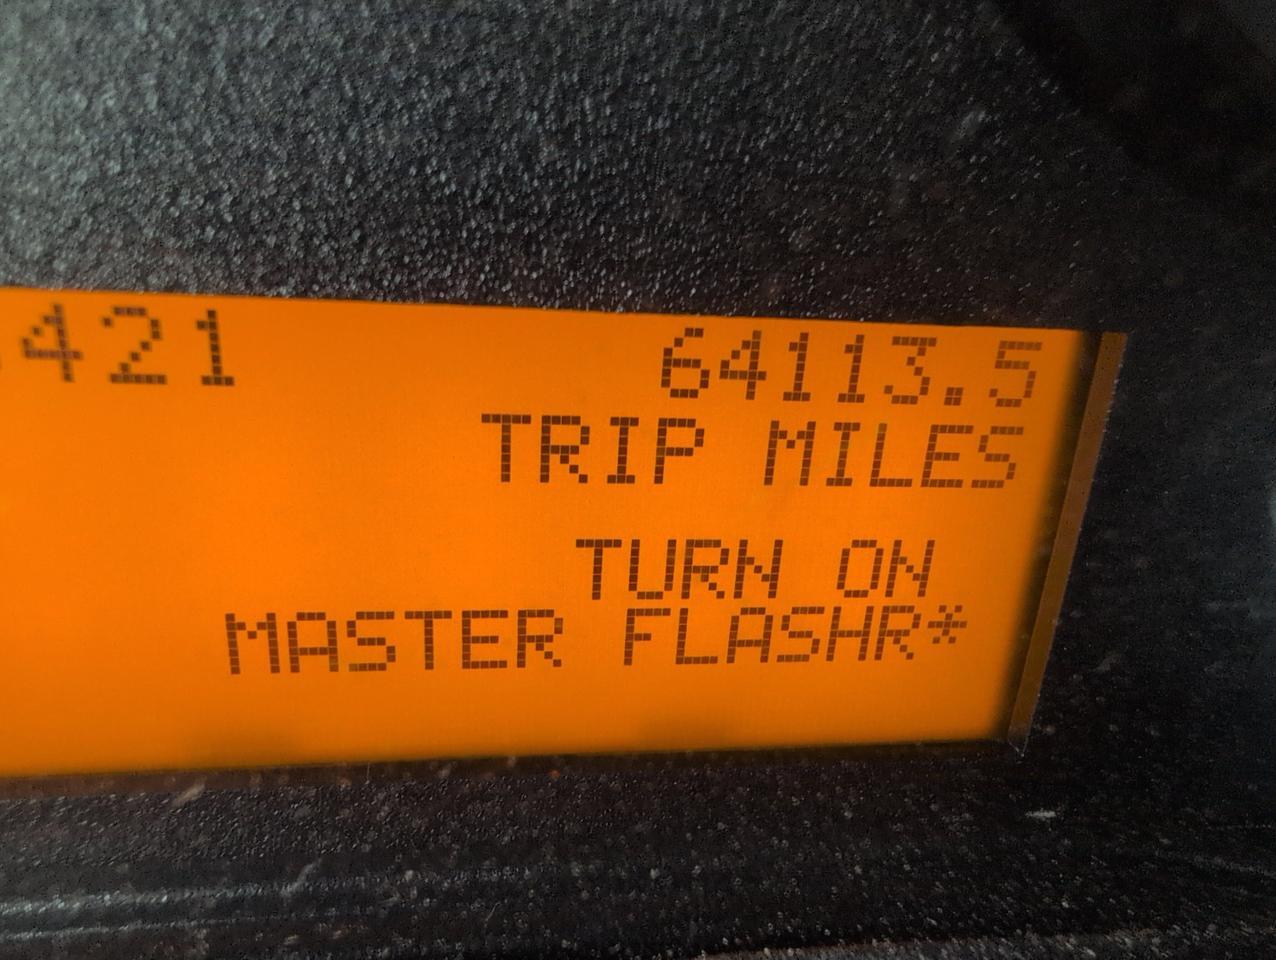 421 64113.5
TRIP MILES
TURN ON
MASTER FLASHR*